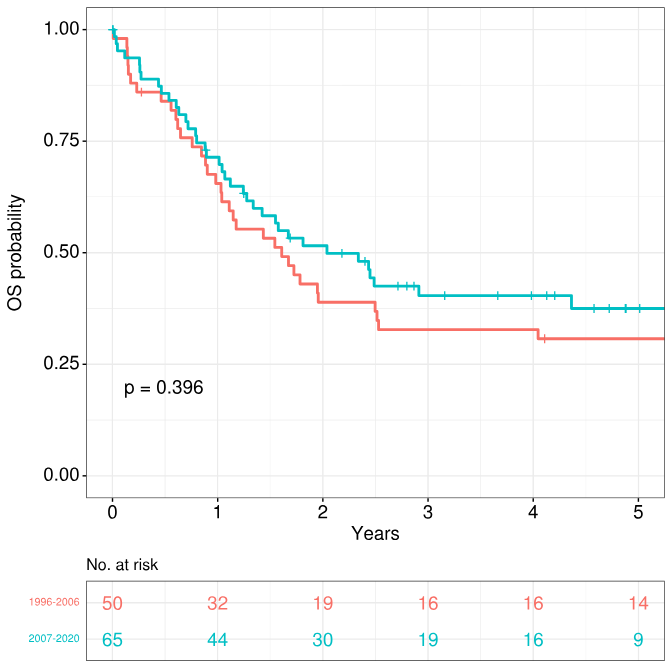 1.00
0.75
0.50
0.25
0.00
OS probability
p = 0.396
0 1 2 3 4 5
Years
No. at risk
1996-2006 50 32 19 16 16 14
2007-2020 65 44 30 19 16 9